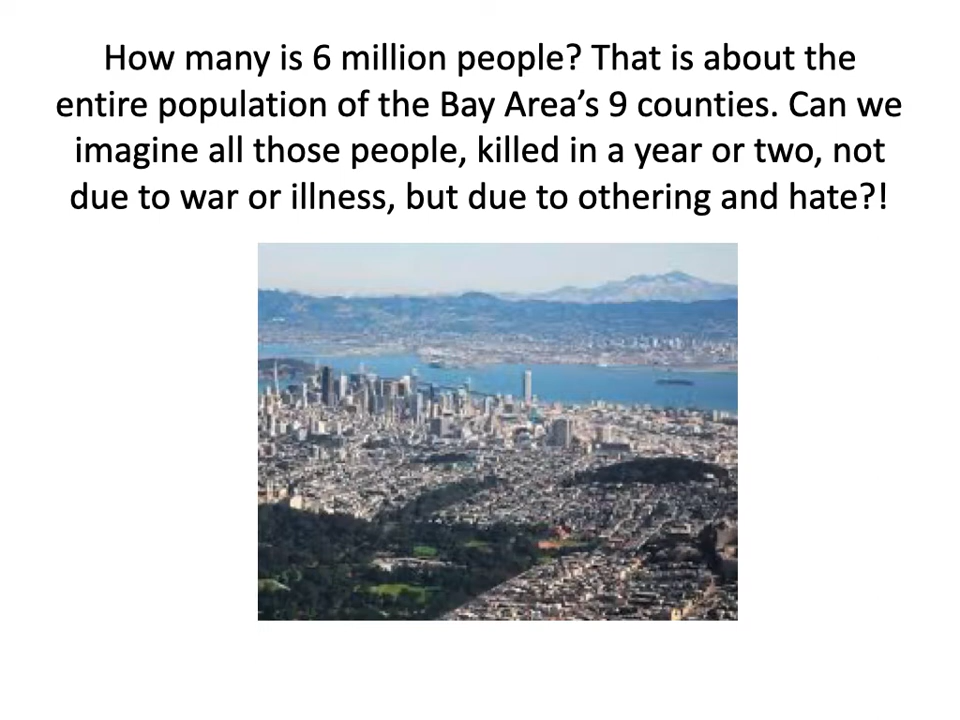 How many is 6 million people? That is about the
entire population of the Bay Area’s 9 counties. Can we
imagine all those people, killed in a year or two, not
due to war or illness, but due to othering and hate?!